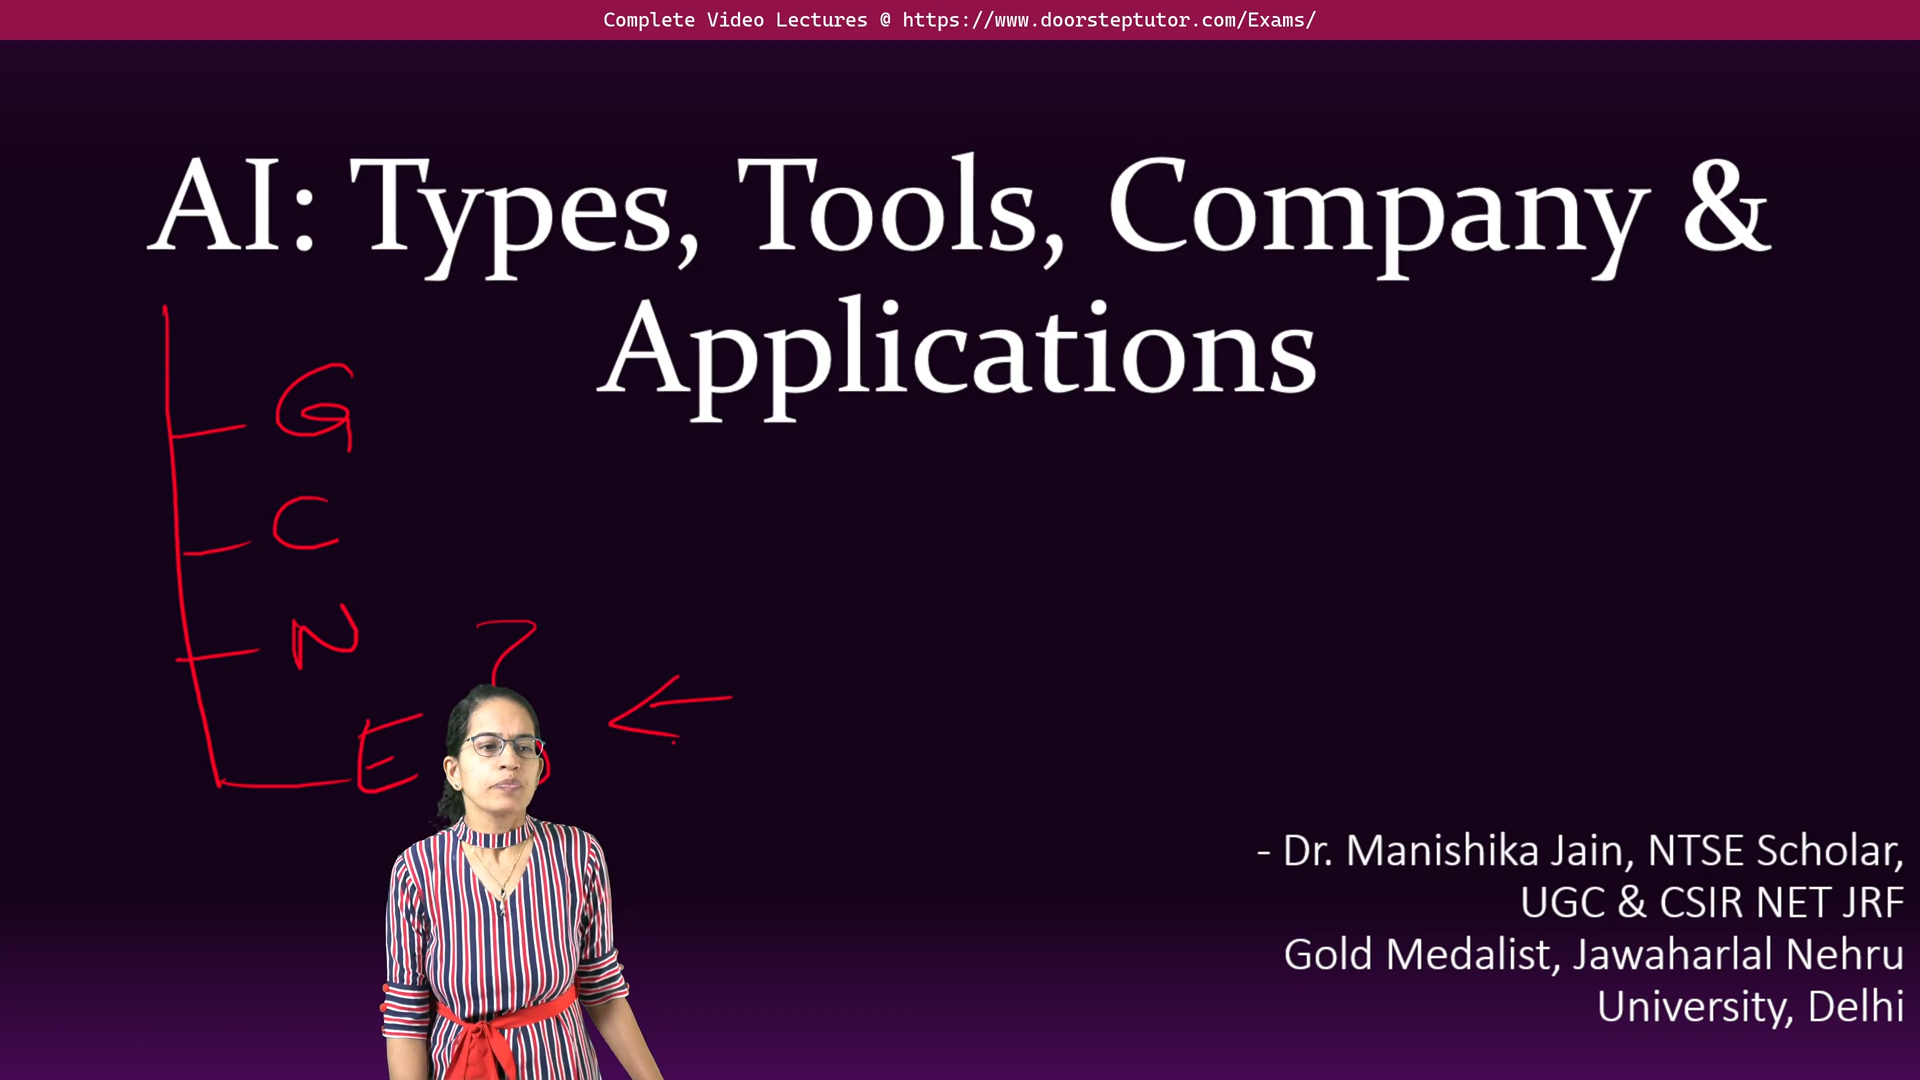 Complete Video Lectures @ https://www.doorsteptutor.com/Exams/
AI: Types, Tools, Company &
Applications
G
C
N
?
E
- Dr. Manishika Jain, NTSE Scholar,
UGC & CSIR NET JRF
Gold Medalist, Jawaharlal Nehru
University, Delhi